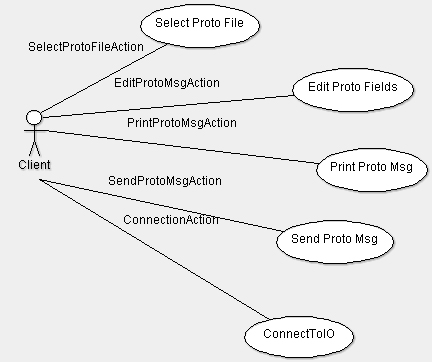 Select Proto File
SelectProtoFileAction
EditProtoMsgAction
Edit Proto Fields
PrintProtoMsgAction
Client
Print Proto Msg
SendProtoMsgAction
ConnectionAction
Send Proto Msg
ConnectToIO